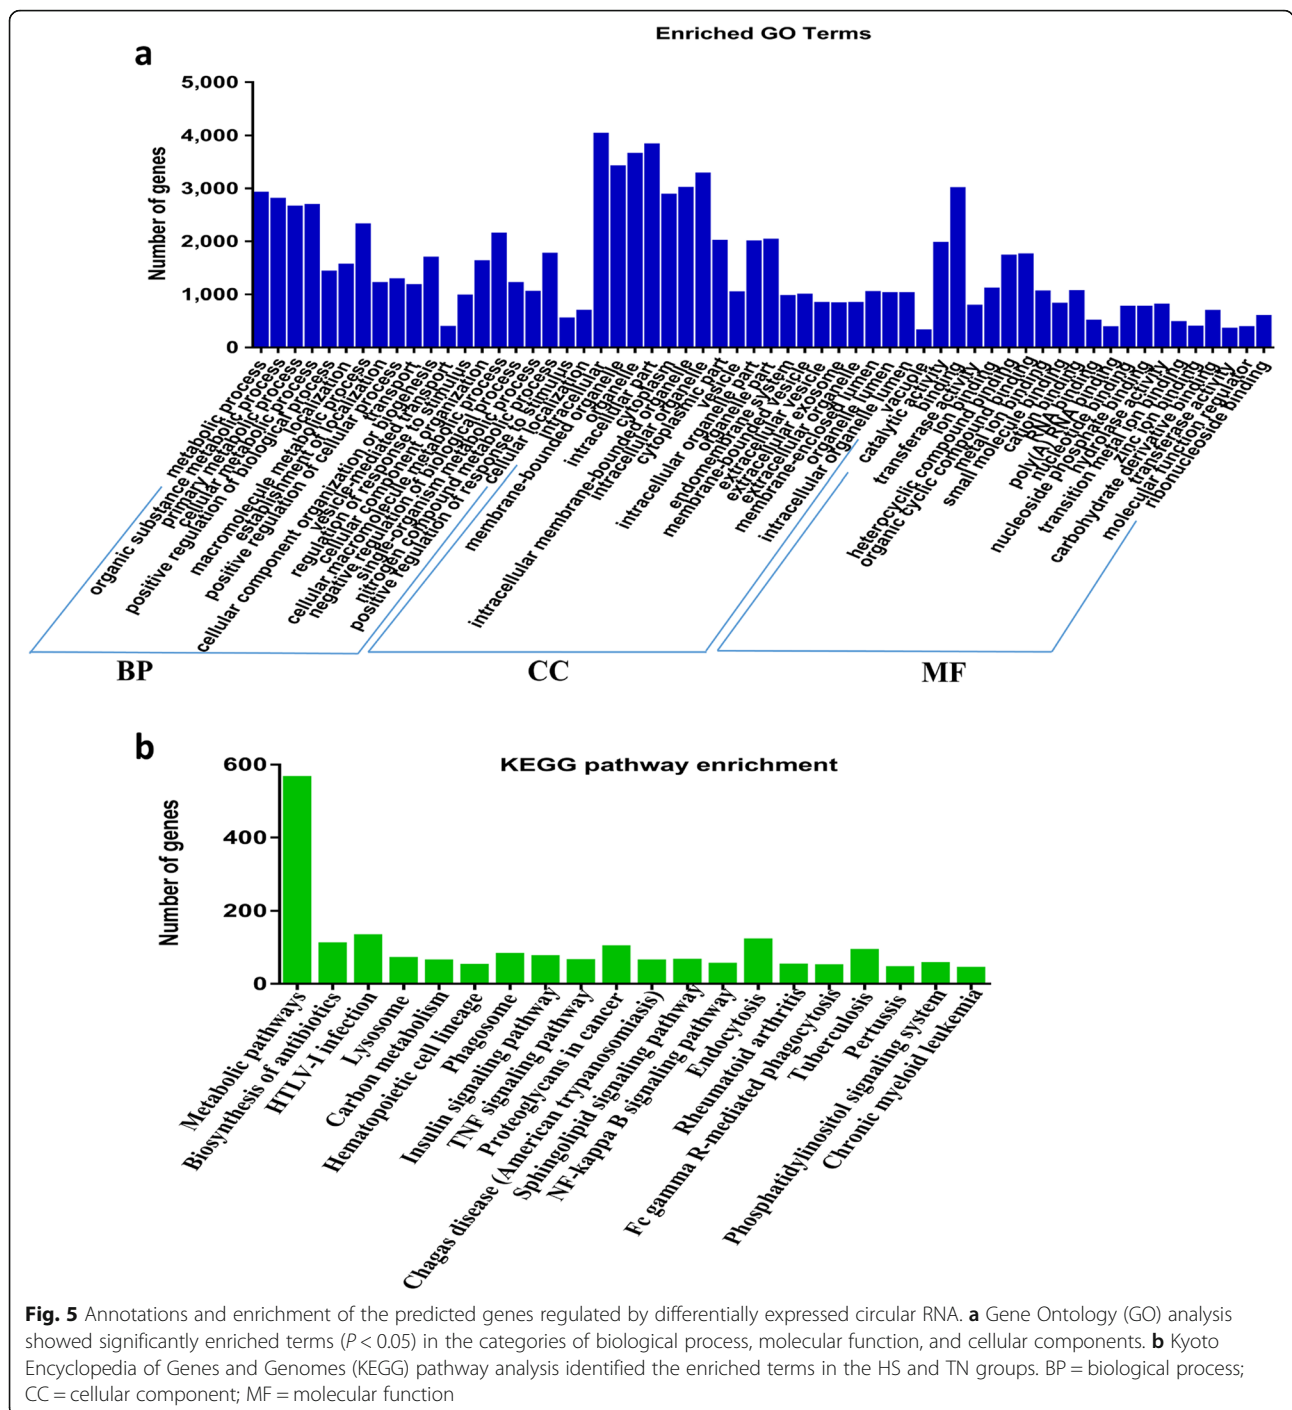 a
Enriched GO Terms
Number of genes
5,000
4,000
3,000
2,000
1,000
0
metabolic process
organic substance metabolic process
primary metabolic process
cellular metabolic process
positive regulation of biological process
localization
macromolecule metabolic process
establishment of localization
positive regulation of cellular process
transport
cellular component organization or biogenesis
vesicle-mediated transport
regulation of response to stimulus
cellular component organization
cellular macromolecule metabolic process
negative regulation of biological process
single-organism metabolic process
nitrogen compound metabolic process
positive regulation of response to stimulus
cellular localization
intracellular
membrane-bounded organelle
organelle
intracellular part
cytoplasm
intracellular membrane-bounded organelle
intracellular organelle
cytoplasmic part
vesicle
intracellular organelle part
organelle part
endomembrane system
membrane-bounded vesicle
extracellular vesicle
extracellular exosome
extracellular organelle
membrane-enclosed lumen
organelle lumen
intracellular organelle lumen
vacuole
catalytic activity
binding
transferase activity
ion binding
heterocyclic compound binding
organic cyclic compound binding
metal ion binding
small molecule binding
cation binding
RNA binding
poly(A) RNA binding
nucleotide binding
nucleoside phosphate binding
hydrolase activity
zinc ion binding
transition metal ion binding
carbohydrate derivative binding
transferase activity
molecular function regulator
ribonucleoside binding
BP
CC
MF
b
KEGG pathway enrichment
Number of genes
600
400
200
0
Metabolic pathways
Biosynthesis of antibiotics
HTLV-I infection
Lysosome
Carbon metabolism
Hematopoietic cell lineage
Phagosome
Insulin signaling pathway
TNF signaling pathway
Proteoglycans in cancer
Chagas disease (American trypanosomiasis)
Sphingolipid signaling pathway
NF-kappa B signaling pathway
Endocytosis
Rheumatoid arthritis
Fc gamma R-mediated phagocytosis
Tuberculosis
Pertussis
Phosphatidylinositol signaling system
Chronic myeloid leukemia
Fig. 5 Annotations and enrichment of the predicted genes regulated by differentially expressed circular RNA. a Gene Ontology (GO) analysis
showed significantly enriched terms (P < 0.05) in the categories of biological process, molecular function, and cellular components. b Kyoto
Encyclopedia of Genes and Genomes (KEGG) pathway analysis identified the enriched terms in the HS and TN groups. BP = biological process;
CC = cellular component; MF = molecular function